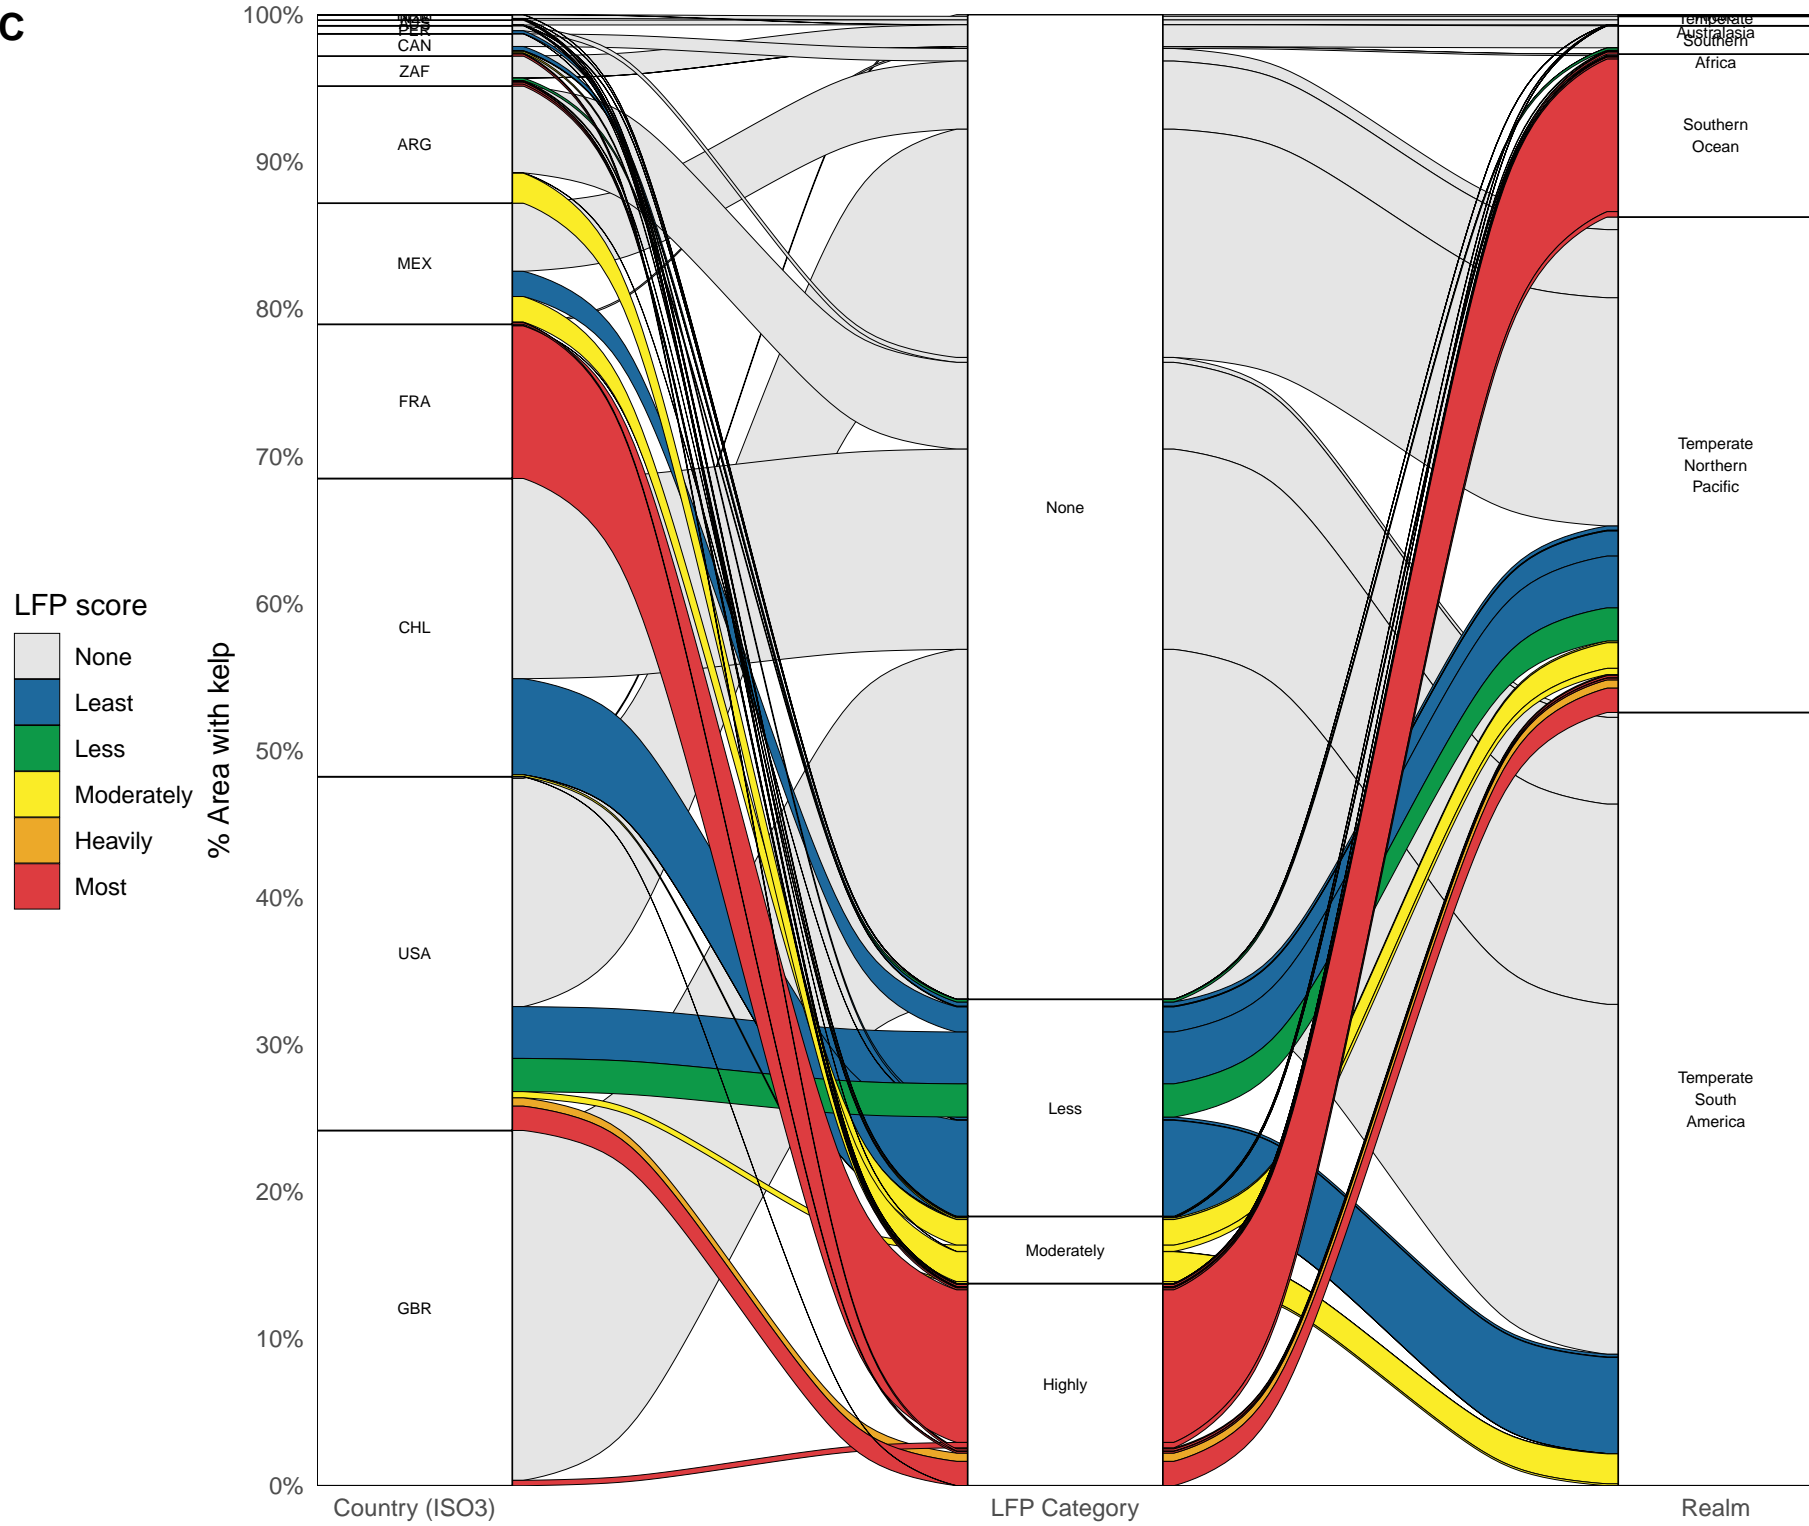 C
100%
90%
80%
70%
60%
50%
40%
30%
20%
10%
0%
% Area with kelp
LFP score
None
Least
Less
Moderately
Heavily
Most
PER
CAN
ZAF
ARG
MEX
FRA
CHL
USA
GBR
None
Less
Moderately
Highly
Temperate
Australasia
Southern
Africa
Southern
Ocean
Temperate
Northern
Pacific
Temperate
South
America
Country (ISO3)
LFP Category
Realm